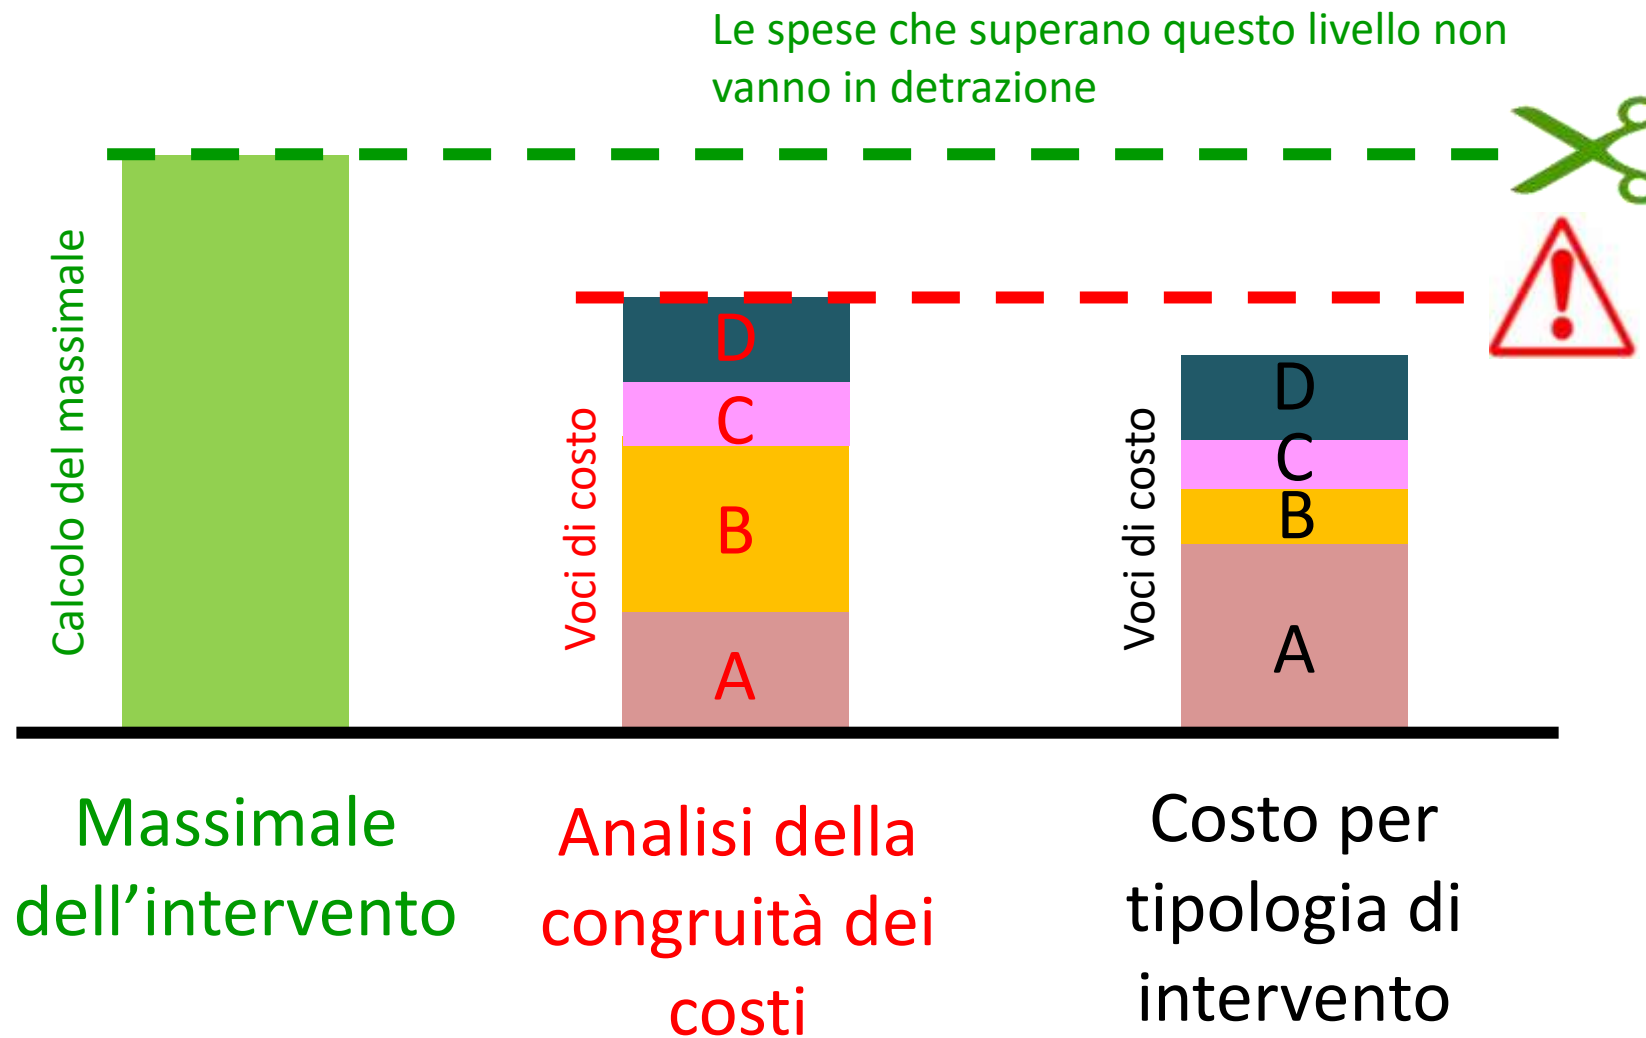 Le spese che superano questo livello non
vanno in detrazione
Calcolo del massimale
Voci di costo
D
C
B
A
Voci di costo
D
C
B
A
Massimale
dell’intervento
Analisi della
congruità dei
costi
Costo per
tipologia di
intervento